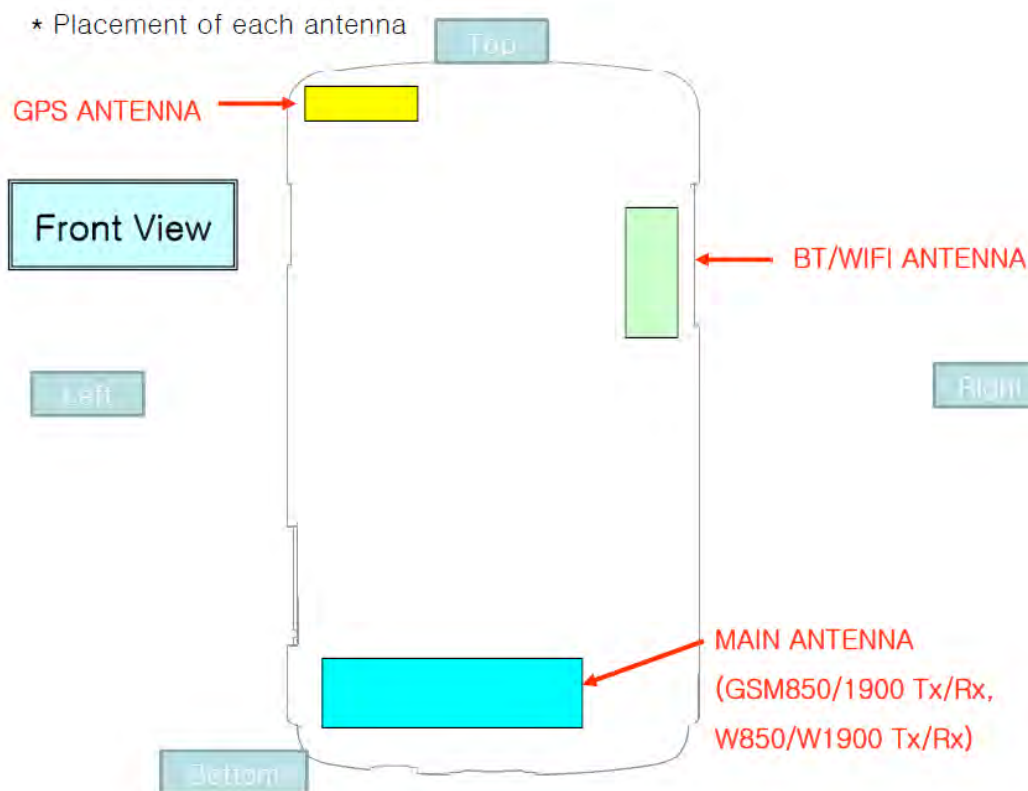 * Placement of each antenna
Top
GPS ANTENNA
Front View
BT/WIFI ANTENNA
Left
Right
MAIN ANTENNA
(GSM850/1900 Tx/Rx,
W850/W1900 Tx/Rx)
Bottom